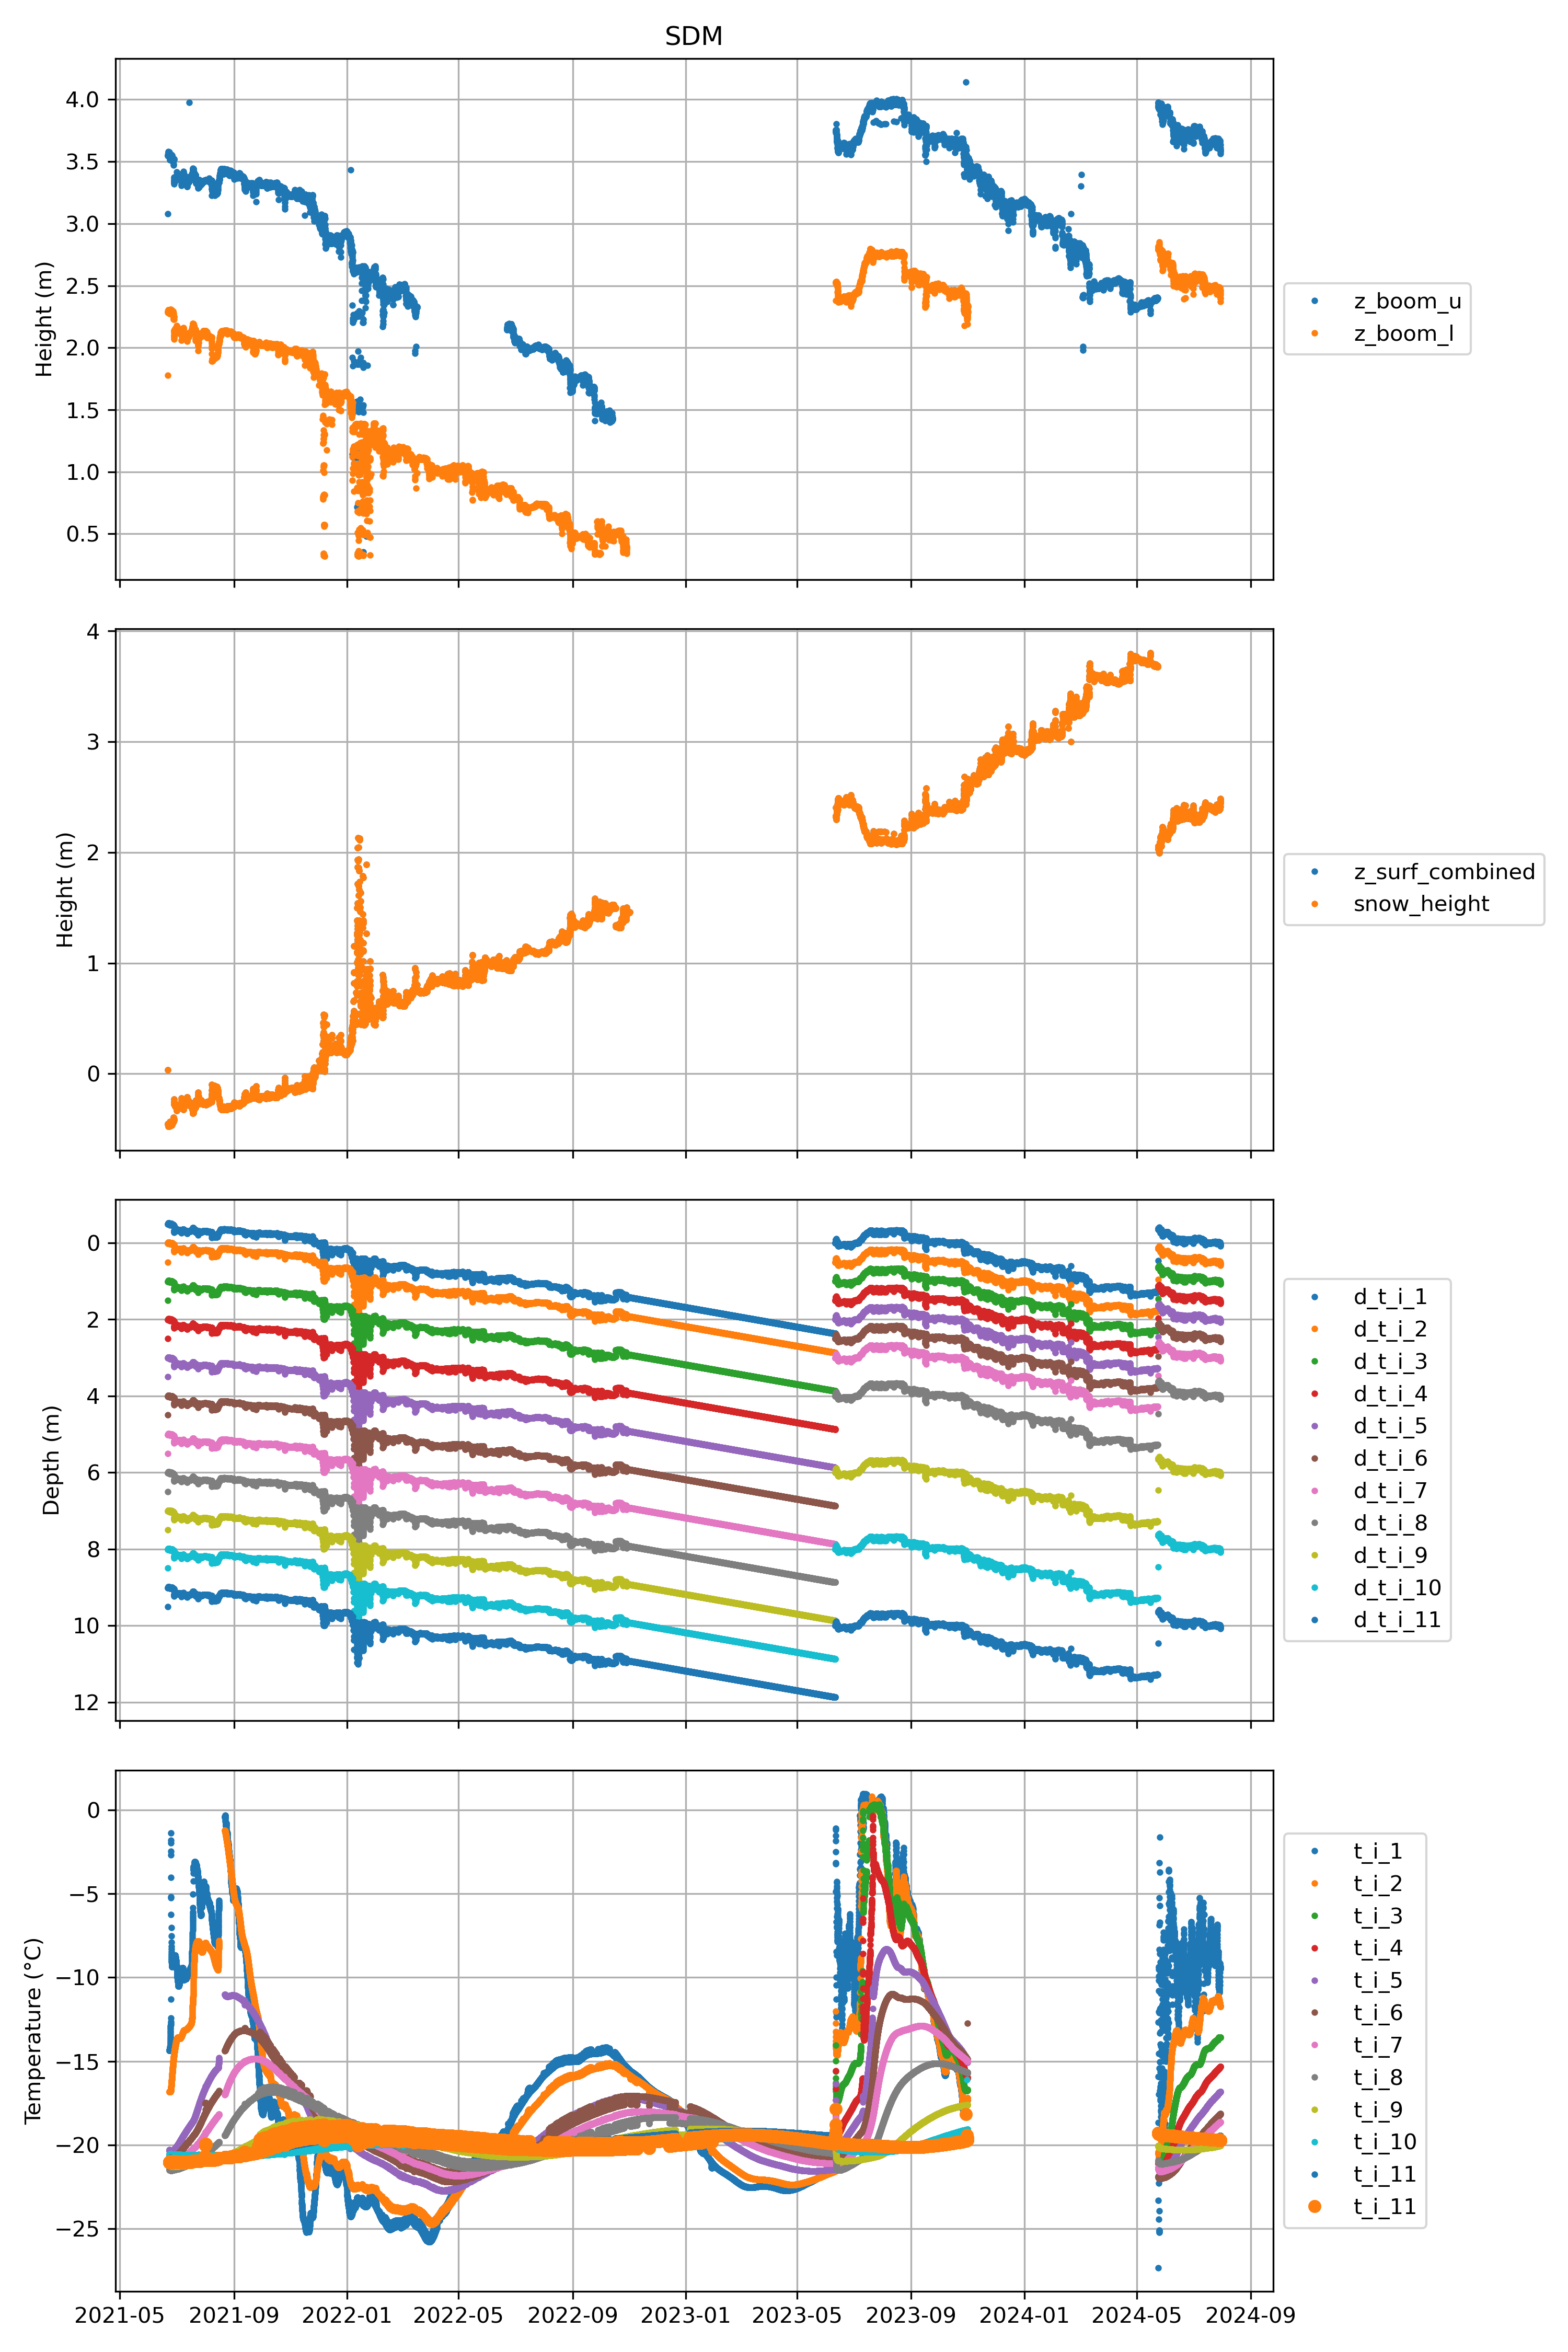 SDM
4.0
3.5
3.0
2.5
2.0
1.5
1.0
0.5
Height (m)
z_boom_u
z_boom_l
4
3
2
1
0
Height (m)
z_surf_combined
snow_height
0
2
4
6
8
10
12
Depth (m)
d_t_i_1
d_t_i_2
d_t_i_3
d_t_i_4
d_t_i_5
d_t_i_6
d_t_i_7
d_t_i_8
d_t_i_9
d_t_i_10
d_t_i_11
0
−5
−10
−15
−20
−25
Temperature (°C)
t_i_1
t_i_2
t_i_3
t_i_4
t_i_5
t_i_6
t_i_7
t_i_8
t_i_9
t_i_10
t_i_11
t_i_11
2021-05 2021-09 2022-01 2022-05 2022-09 2023-01 2023-05 2023-09 2024-01 2024-05 2024-09